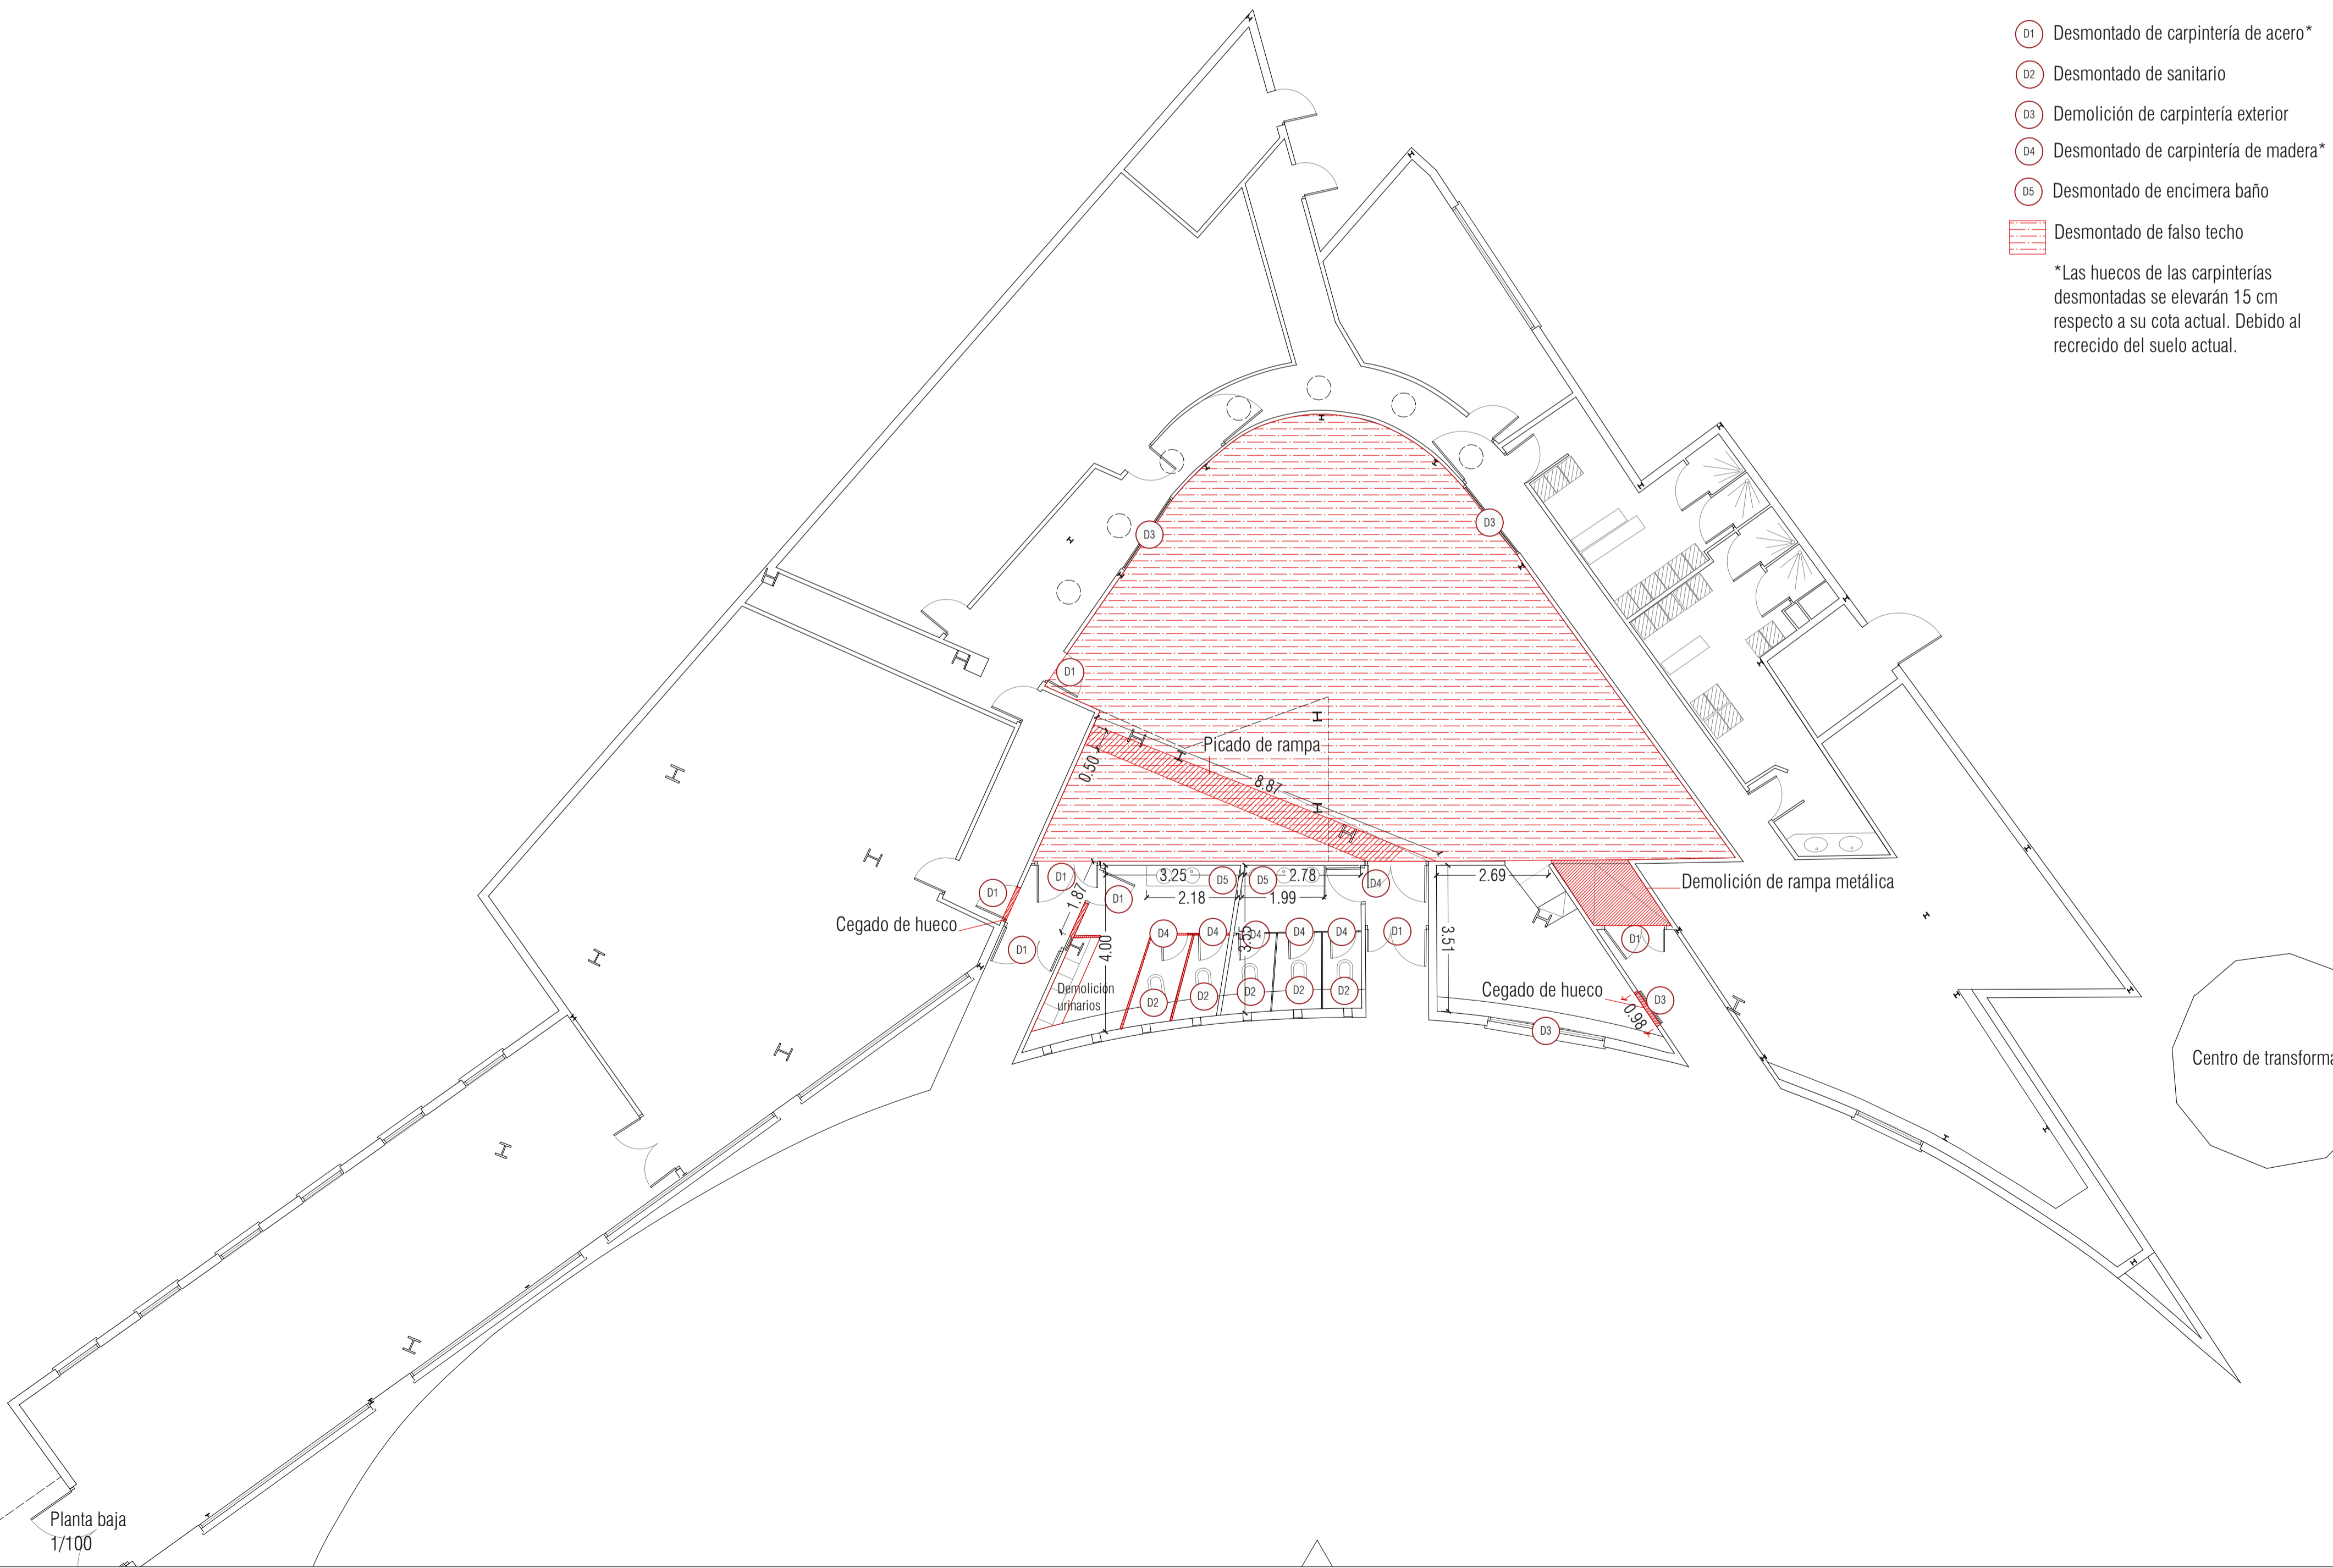 D1 Desmontado de carpintería de acero*
D2 Desmontado de sanitario
D3 Demolición de carpintería exterior
D4 Desmontado de carpintería de madera*
D5 Desmontado de encimera baño
Desmontado de falso techo
*Las huecos de las carpinterías
desmontadas se elevarán 15 cm
respecto a su cota actual. Debido al
recrecido del suelo actual.
D3
D3
D1
Picado de rampa
0.50
8.87
D1
D1
D1
1.87
3.25
D5
D5
2.78
D4
2.69
Demolición de rampa metálica
2.18
1.99
Cegado de hueco
D1
D4
D4
D4
D4
D4
D1
D1
4.00
3.55
3.51
Demolición
urinarios
D2
D2
D2
D2
D2
Cegado de hueco
D3
0.98
D3
Centro de transforma
Planta baja
1/100